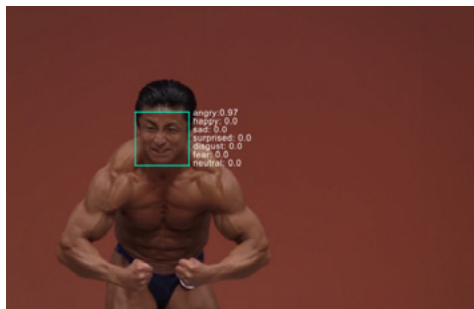 angry:0.97
happy: 0.0
sad: 0.0
surprised: 0.0
disgust: 0.0
fear: 0.0
neutral: 0.0